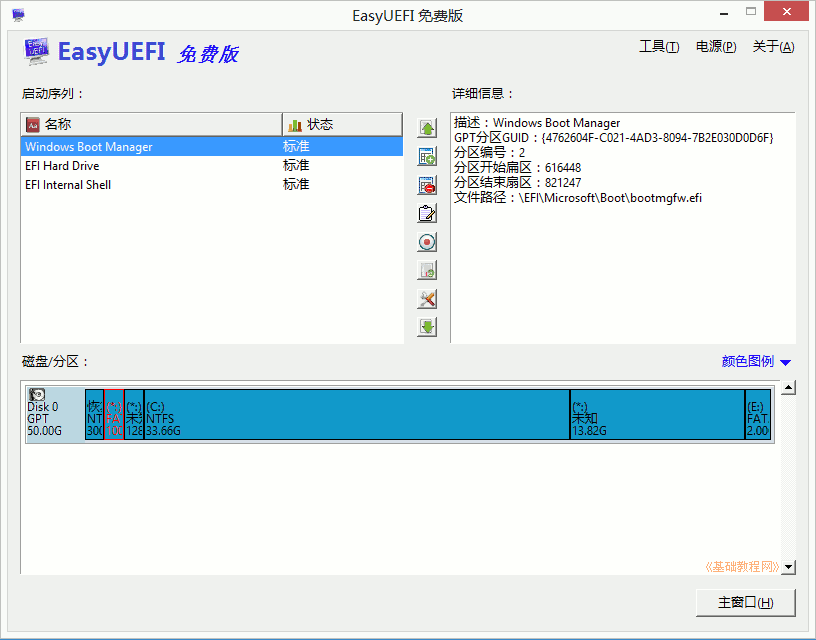 EasyUEFI 免费版
EasyUEFI 免费版
工具(T) 电源(P) 关于(A)
启动序列：
详细信息：
名称 状态
Windows Boot Manager 标准
EFI Hard Drive 标准
EFI Internal Shell 标准
描述：Windows Boot Manager
GPT分区GUID：{4762604F-C021-4AD3-8094-7B2E030D0D6F}
分区编号：2
分区开始扇区：616448
分区结束扇区：821247
文件路径：\EFI\Microsoft\Boot\bootmgfw.efi
磁盘/分区：
颜色图例
Disk 0
GPT
50.00G
恢
NT
300
(*:)
FA
100
(*:)
未
128
(C:)
NTFS
33.66G
(*:)
未知
13.82G
(E:)
FAT
2.00
《基础教程网》
主窗口(H)